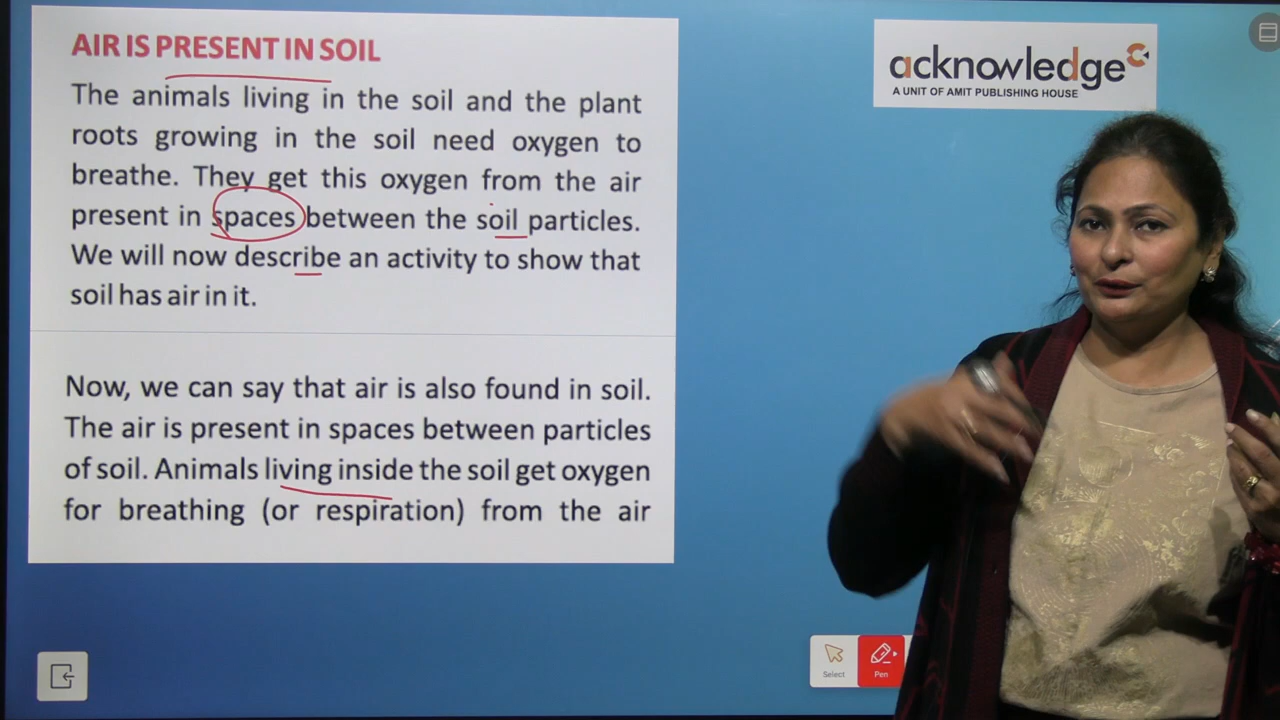 AIR IS PRESENT IN SOIL
The animals living in the soil and the plant
roots growing in the soil need oxygen to
breathe. They get this oxygen from the air
present in spaces between the soil particles.
We will now describe an activity to show that
soil has air in it.
Now, we can say that air is also found in soil.
The air is present in spaces between particles
of soil. Animals living inside the soil get oxygen
for breathing (or respiration) from the air
acknowledge
A UNIT OF AMIT PUBLISHING HOUSE
Select
Pen